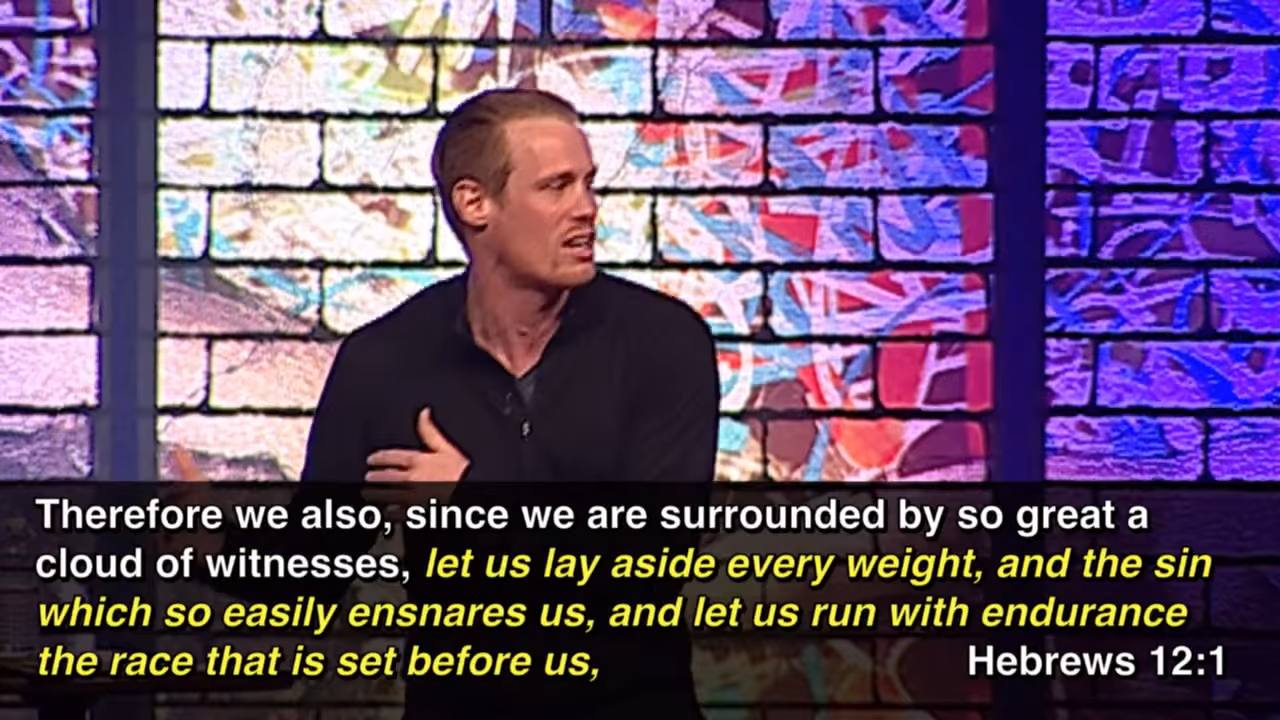 Therefore we also, since we are surrounded by so great a
cloud of witnesses, let us lay aside every weight, and the sin
which so easily ensnares us, and let us run with endurance
the race that is set before us,
Hebrews 12:1